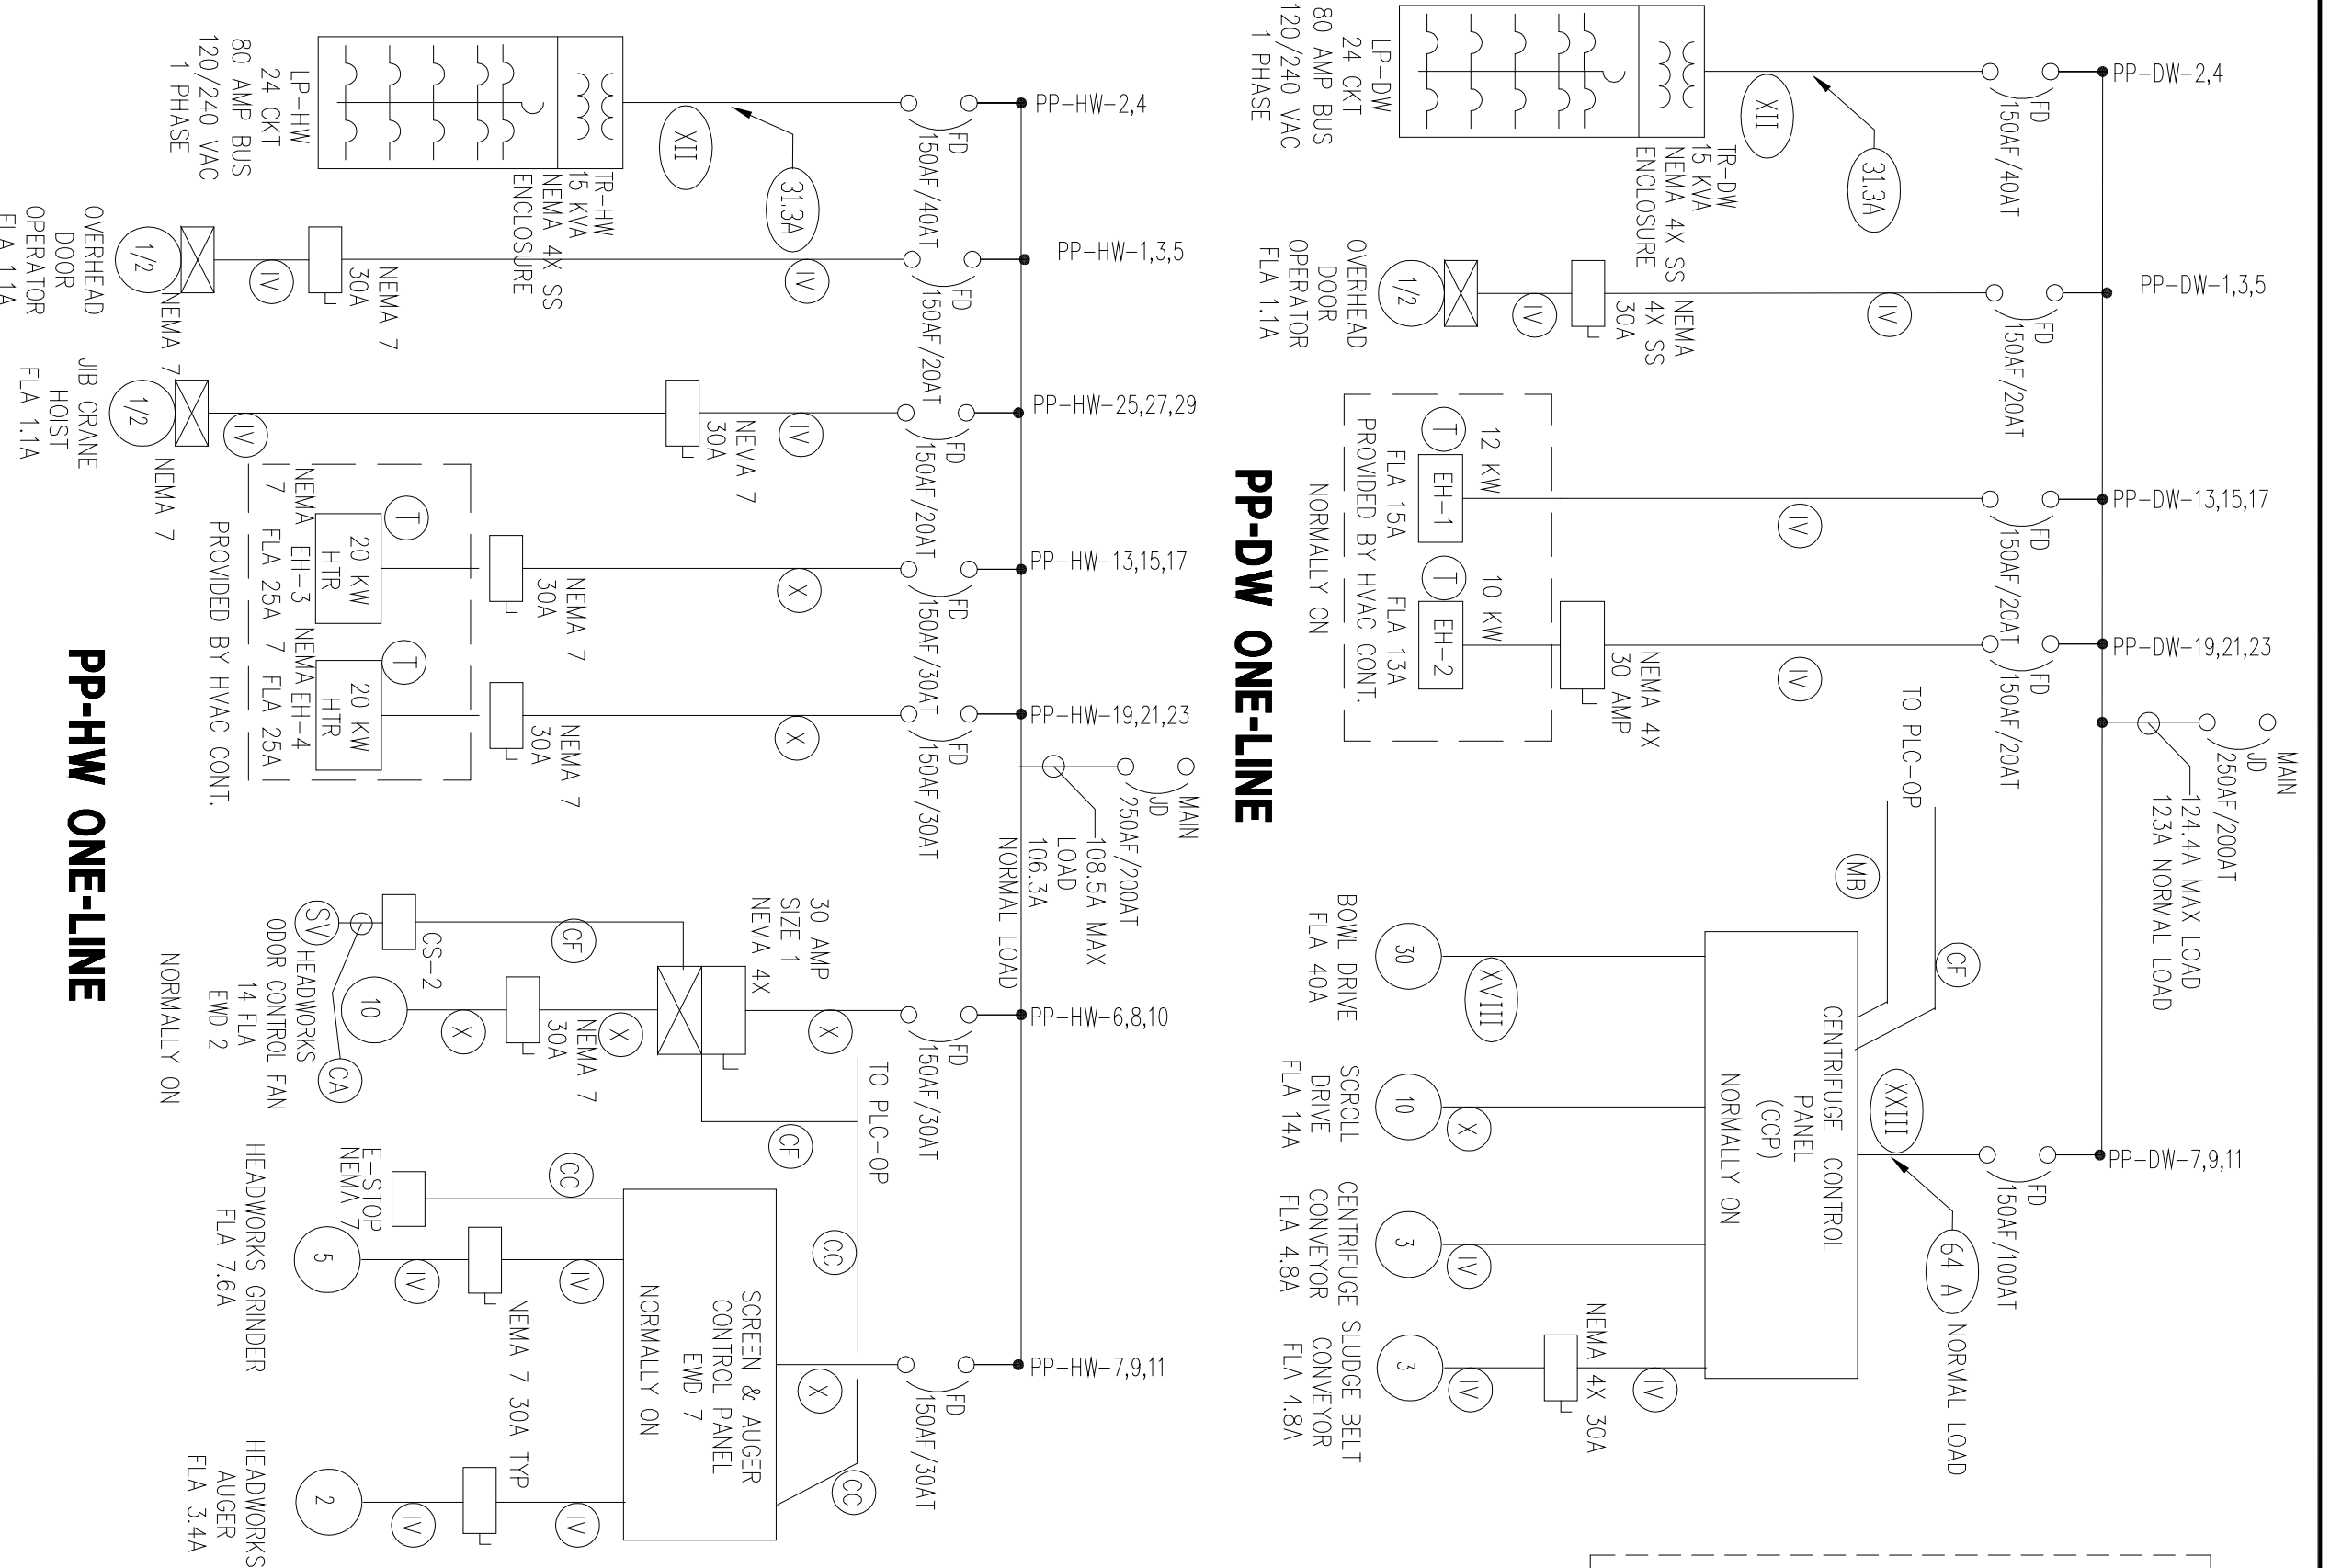 MAIN
JD
250AF/200AT
124.4A MAX LOAD
123A NORMAL LOAD
PP-DW-2,4
FD
150AF/40AT
31.3A
XII
TR-DW
15 KVA
NEMA 4X SS
ENCLOSURE
LP-DW
24 CKT
80 AMP BUS
120/240 VAC
1 PHASE
PP-DW-1,3,5
FD
150AF/20AT
IV
NEMA
4X SS
30A
IV
1/2
OVERHEAD
DOOR
OPERATOR
FLA 1.1A
PP-DW-13,15,17
FD
150AF/20AT
IV
12 KW
T
EH-1
FLA 15A
PP-DW-19,21,23
FD
150AF/20AT
IV
NEMA 4X
30 AMP
10 KW
T
EH-2
FLA 13A
PROVIDED BY HVAC CONT.
NORMALLY ON
TO PLC-OP
MB
CF
PP-DW-7,9,11
FD
150AF/100AT
64 A
NORMAL LOAD
XXIII
CENTRIFUGE CONTROL
PANEL
(CCP)
NORMALLY ON
XVIII
30
BOWL DRIVE
FLA 40A
X
10
SCROLL
DRIVE
FLA 14A
IV
3
CENTRIFUGE
CONVEYOR
FLA 4.8A
IV
NEMA 4X 30A
IV
3
SLUDGE BELT
CONVEYOR
FLA 4.8A
PP-DW ONE-LINE
MAIN
JD
250AF/200AT
108.5A MAX
LOAD
106.3A
NORMAL LOAD
PP-HW-2,4
FD
150AF/40AT
31.3A
XII
TR-HW
15 KVA
NEMA 4X SS
ENCLOSURE
LP-HW
24 CKT
80 AMP BUS
120/240 VAC
1 PHASE
PP-HW-1,3,5
FD
150AF/20AT
IV
NEMA 7
30A
IV
NEMA 7
1/2
OVERHEAD
DOOR
OPERATOR
FLA 1.1A
PP-HW-25,27,29
FD
150AF/20AT
IV
NEMA 7
30A
IV
NEMA 7
1/2
JIB CRANE
HOIST
FLA 1.1A
PP-HW-13,15,17
FD
150AF/30AT
X
NEMA 7
30A
T
20 KW
HTR
NEMA EH-3
7 FLA 25A
PP-HW-19,21,23
FD
150AF/30AT
X
NEMA 7
30A
T
20 KW
HTR
NEMA EH-4
7 FLA 25A
PROVIDED BY HVAC CONT.
PP-HW-6,8,10
FD
150AF/30AT
X
30 AMP
SIZE 1
NEMA 4X
X
NEMA 7
30A
X
10
CF
CS-2
SV
CA
HEADWORKS
ODOR CONTROL FAN
14 FLA
EWD 2
NORMALLY ON
TO PLC-OP
CF
CC
PP-HW-7,9,11
FD
150AF/30AT
X
CC
SCREEN & AUGER
CONTROL PANEL
EWD 7
NORMALLY ON
CC
E-STOP
NEMA 7
IV
IV
5
HEADWORKS GRINDER
FLA 7.6A
NEMA 7 30A TYP
IV
IV
2
HEADWORKS
AUGER
FLA 3.4A
PP-HW ONE-LINE